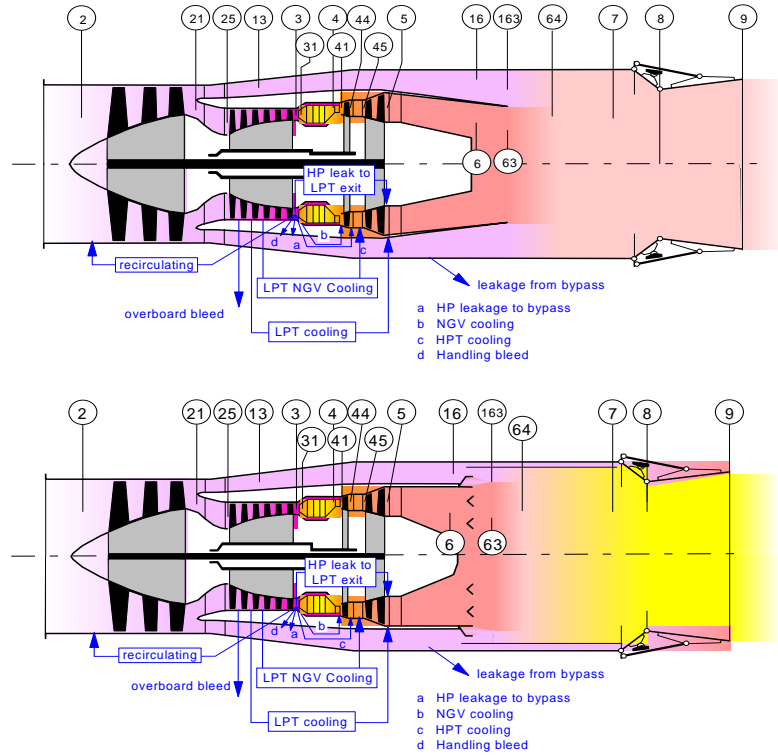 2 21 25 13 3 4 44 5 16 163 64 7 8 9
31 41 45
6 63
HP leak to
LPT exit
d a b c
recirculating
LPT NGV Cooling
overboard bleed
LPT cooling
leakage from bypass
a HP leakage to bypass
b NGV cooling
c HPT cooling
d Handling bleed
2 21 25 13 3 4 44 5 16 163 64 7 8 9
31 41 45
6 63
HP leak to
LPT exit
d a b c
recirculating
LPT NGV Cooling
overboard bleed
LPT cooling
leakage from bypass
a HP leakage to bypass
b NGV cooling
c HPT cooling
d Handling bleed